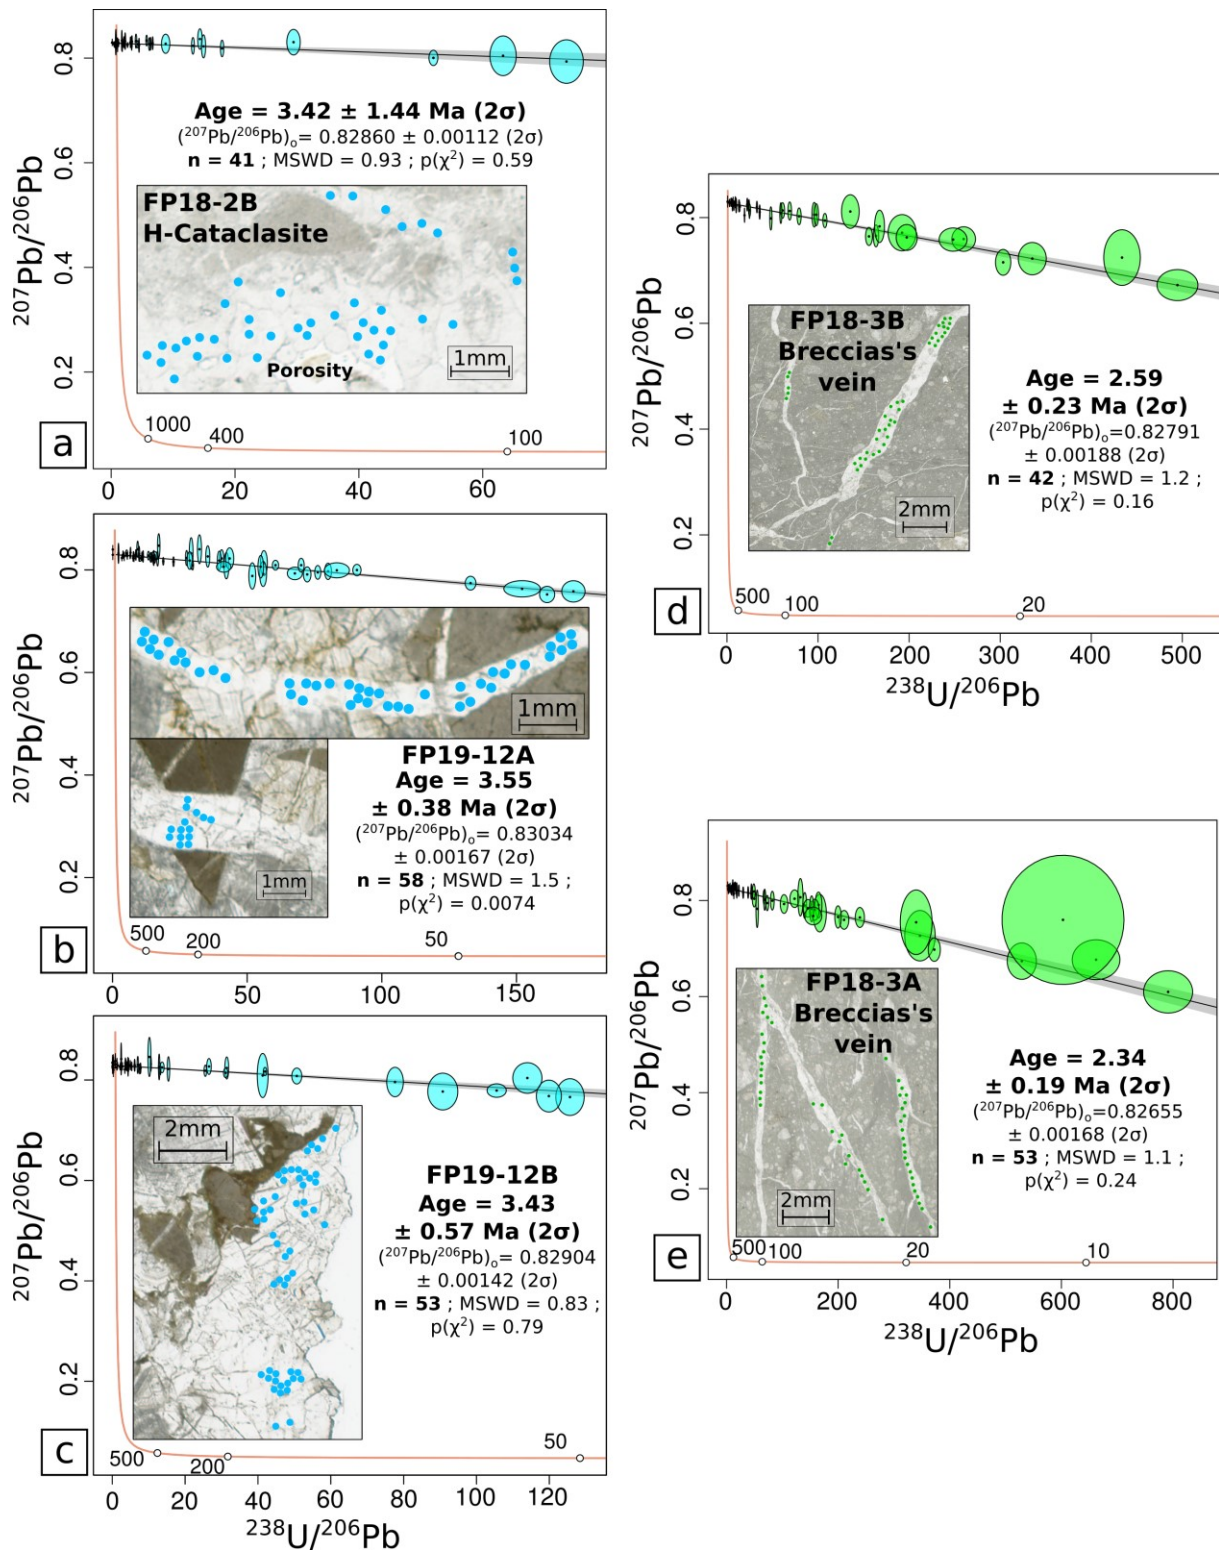 0.8
0.6
0.4
0.2
²⁰⁷Pb/²⁰⁶Pb
Age = 3.42 ± 1.44 Ma (2σ)
(²⁰⁷Pb/²⁰⁶Pb)ₒ= 0.82860 ± 0.00112 (2σ)
n = 41 ; MSWD = 0.93 ; p(χ²) = 0.59
FP18-2B
H-Cataclasite
Porosity
1mm
1000
400
100
a
0 20 40 60
0.8
0.6
0.4
0.2
²⁰⁷Pb/²⁰⁶Pb
1mm
1mm
FP19-12A
Age = 3.55
± 0.38 Ma (2σ)
(²⁰⁷Pb/²⁰⁶Pb)ₒ= 0.83034
± 0.00167 (2σ)
n = 58 ; MSWD = 1.5 ;
p(χ²) = 0.0074
500
200
50
b
0 50 100 150
0.8
0.6
0.4
0.2
²⁰⁷Pb/²⁰⁶Pb
2mm
FP19-12B
Age = 3.43
± 0.57 Ma (2σ)
(²⁰⁷Pb/²⁰⁶Pb)ₒ= 0.82904
± 0.00142 (2σ)
n = 53 ; MSWD = 0.83 ;
p(χ²) = 0.79
500
200
50
c
0 20 40 60 80 100 120
²³⁸U/²⁰⁶Pb
0.8
0.6
0.4
0.2
²⁰⁷Pb/²⁰⁶Pb
FP18-3B
Breccias's
vein
2mm
Age = 2.59
± 0.23 Ma (2σ)
(²⁰⁷Pb/²⁰⁶Pb)ₒ=0.82791
± 0.00188 (2σ)
n = 42 ; MSWD = 1.2 ;
p(χ²) = 0.16
500
100
20
d
0 100 200 300 400 500
²³⁸U/²⁰⁶Pb
0.8
0.6
0.4
0.2
²⁰⁷Pb/²⁰⁶Pb
FP18-3A
Breccias's
vein
2mm
Age = 2.34
± 0.19 Ma (2σ)
(²⁰⁷Pb/²⁰⁶Pb)ₒ=0.82655
± 0.00168 (2σ)
n = 53 ; MSWD = 1.1 ;
p(χ²) = 0.24
500
100
20
10
e
0 200 400 600 800
²³⁸U/²⁰⁶Pb